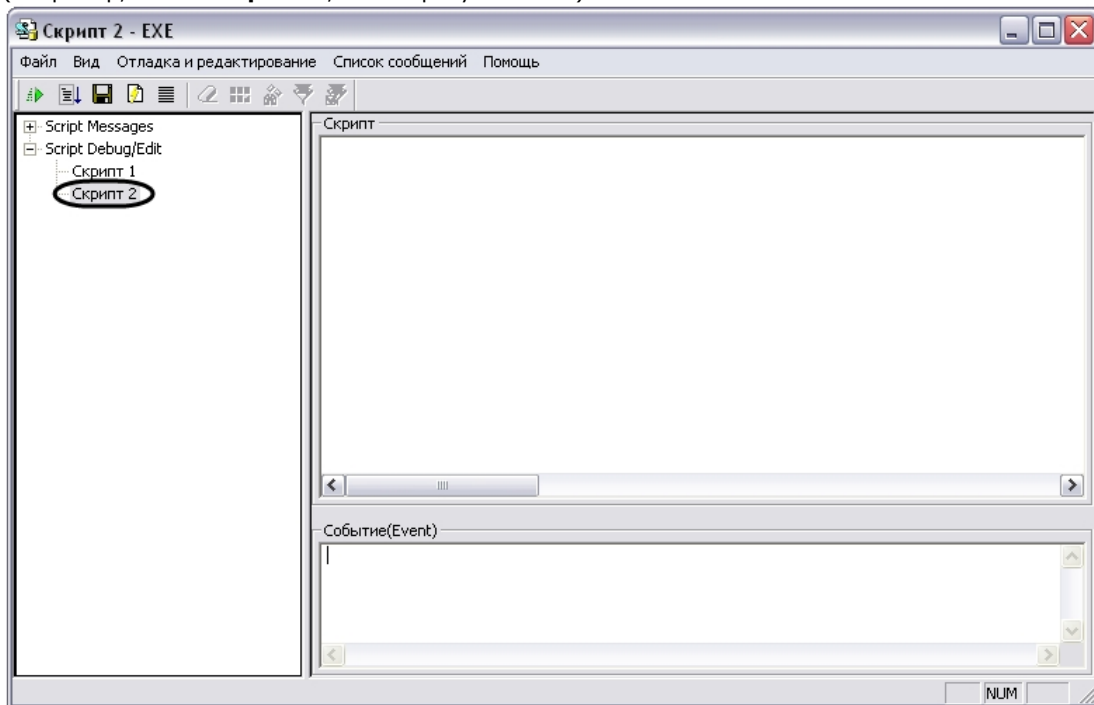 Скрипт 2 - EXE
Файл Вид Отладка и редактирование Список сообщений Помощь
Script Messages
Script Debug/Edit
Скрипт 1
Скрипт 2
Скрипт
Событие(Event)
NUM